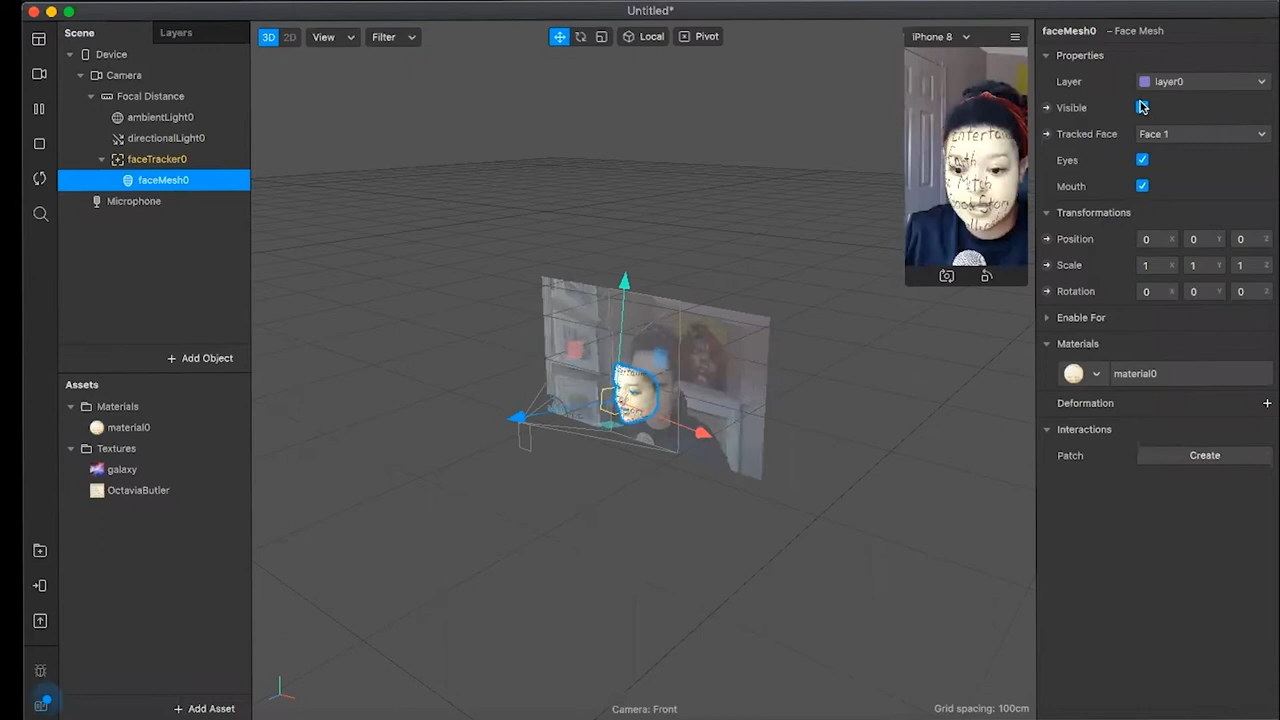 Untitled*
Scene
Layers
Device
Camera
Focal Distance
ambientLight0
directionalLight0
faceTracker0
faceMesh0
Microphone
Add Object
Assets
Materials
material0
Textures
galaxy
OctaviaButler
Add Asset
3D 2D View Filter
Local Pivot
iPhone 8
Entertai
Camera: Front
Grid spacing: 100cm
faceMesh0 – Face Mesh
Properties
Layer layer0
Visible
Tracked Face Face 1
Eyes
Mouth
Transformations
Position 0 X 0 Y 0 Z
Scale 1 X 1 Y 1 Z
Rotation 0 X 0 Y 0 Z
Enable For
Materials
material0
Deformation +
Interactions
Patch Create